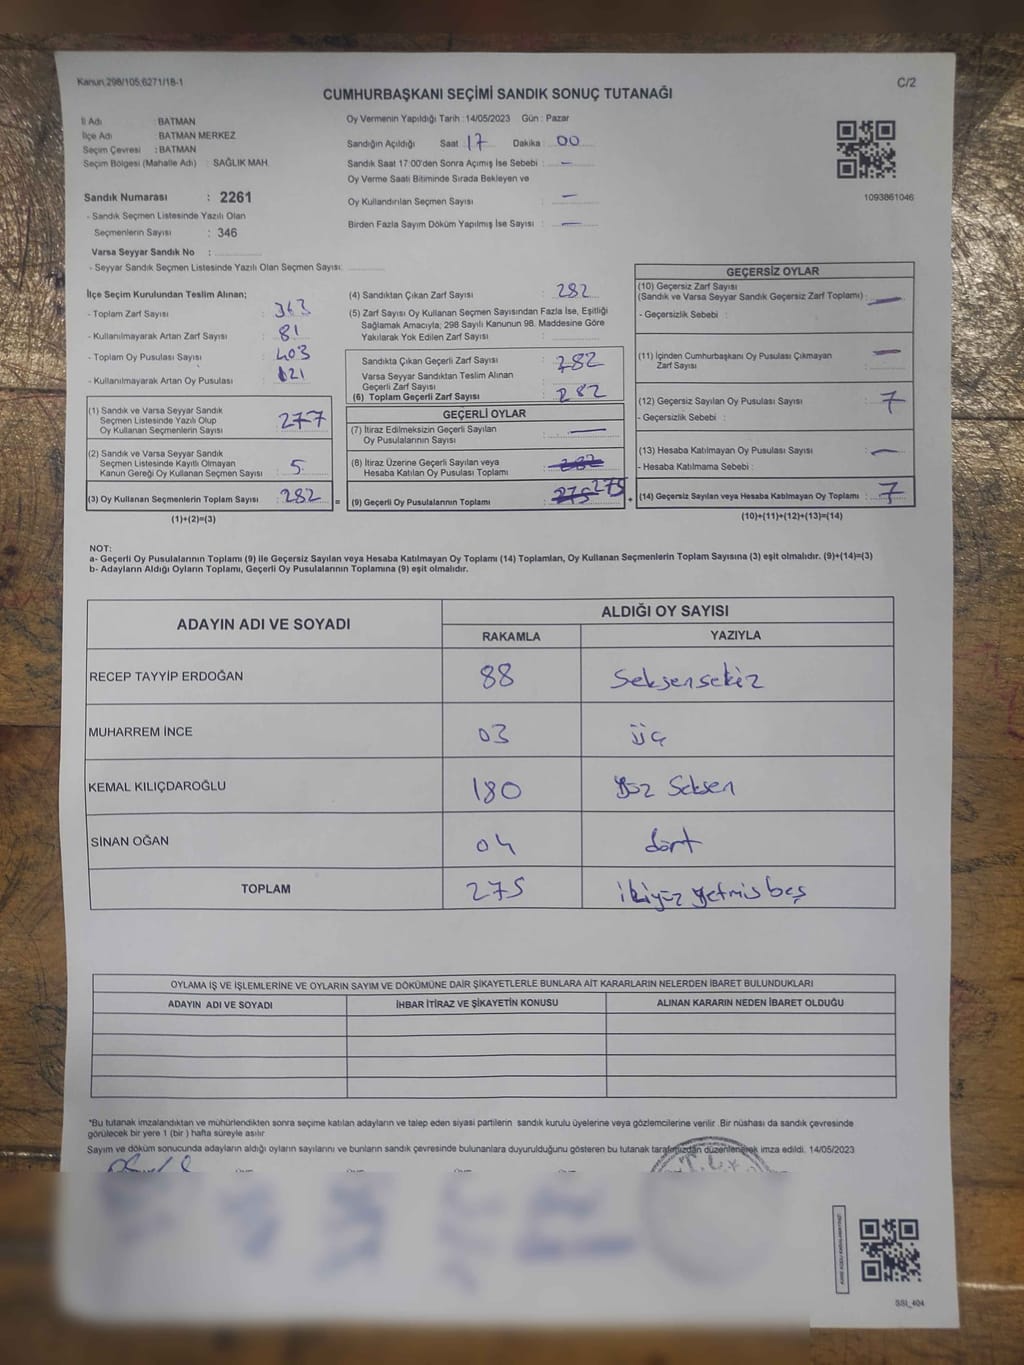 Kanun 298/105,6271/18-1
C/2
CUMHURBAŞKANI SEÇİMİ SANDIK SONUÇ TUTANAĞI
İl Adı : BATMAN
İlçe Adı : BATMAN MERKEZ
Seçim Çevresi : BATMAN
Seçim Bölgesi (Mahalle Adı) : SAĞLIK MAH.
Sandık Numarası : 2261
- Sandık Seçmen Listesinde Yazılı Olan
Seçmenlerin Sayısı : 346
Varsa Seyyar Sandık No :
- Seyyar Sandık Seçmen Listesinde Yazılı Olan Seçmen Sayısı:
Oy Vermenin Yapıldığı Tarih : 14/05/2023 Gün : Pazar
Sandığın Açıldığı Saat : 17 Dakika : 00
Sandık Saat 17:00'den Sonra Açımış İse Sebebi : —
Oy Verme Saati Bitiminde Sırada Bekleyen ve
Oy Kullandırılan Seçmen Sayısı : —
Birden Fazla Sayım Döküm Yapılmış İse Sayısı : —
1093861046
İlçe Seçim Kurulundan Teslim Alınan;
- Toplam Zarf Sayısı : 363
- Kullanılmayarak Artan Zarf Sayısı : 81
- Toplam Oy Pusulası Sayısı : 403
- Kullanılmayarak Artan Oy Pusulası : 121
(1) Sandık ve Varsa Seyyar Sandık
Seçmen Listesinde Yazılı Olup
Oy Kullanan Seçmenlerin Sayısı : 277
(2) Sandık ve Varsa Seyyar Sandık
Seçmen Listesinde Kayıtlı Olmayan
Kanun Gereği Oy Kullanan Seçmen Sayısı : 5
(3) Oy Kullanan Seçmenlerin Toplam Sayısı : 282 =
(1)+(2)=(3)
(4) Sandıktan Çıkan Zarf Sayısı : 282
(5) Zarf Sayısı Oy Kullanan Seçmen Sayısından Fazla İse, Eşitliği
Sağlamak Amacıyla, 298 Sayılı Kanunun 98. Maddesine Göre
Yakılarak Yok Edilen Zarf Sayısı :
Sandıkta Çıkan Geçerli Zarf Sayısı : 282
Varsa Seyyar Sandıktan Teslim Alınan
Geçerli Zarf Sayısı :
(6) Toplam Geçerli Zarf Sayısı : 282
GEÇERLİ OYLAR
(7) İtiraz Edilmeksizin Geçerli Sayılan
Oy Pusulalarının Sayısı : —
(8) İtiraz Üzerine Geçerli Sayılan veya
Hesaba Katılan Oy Pusulası Toplamı : 282
(9) Geçerli Oy Pusulalarının Toplamı : 275 275 +
GEÇERSİZ OYLAR
(10) Geçersiz Zarf Sayısı
(Sandık ve Varsa Seyyar Sandık Geçersiz Zarf Toplamı) : —
- Geçersizlik Sebebi :
(11) İçinden Cumhurbaşkanı Oy Pusulası Çıkmayan
Zarf Sayısı : —
(12) Geçersiz Sayılan Oy Pusulası Sayısı : 7
- Geçersizlik Sebebi :
(13) Hesaba Katılmayan Oy Pusulası Sayısı : —
- Hesaba Katılmama Sebebi :
(14) Geçersiz Sayılan veya Hesaba Katılmayan Oy Toplamı : 7
(10)+(11)+(12)+(13)=(14)
NOT:
a- Geçerli Oy Pusulalarının Toplamı (9) ile Geçersiz Sayılan veya Hesaba Katılmayan Oy Toplamı (14) Toplamları, Oy Kullanan Seçmenlerin Toplam Sayısına (3) eşit olmalıdır. (9)+(14)=(3)
b- Adayların Aldığı Oyların Toplamı, Geçerli Oy Pusulalarının Toplamına (9) eşit olmalıdır.
ADAYIN ADI VE SOYADI
ALDIĞI OY SAYISI
RAKAMLA YAZIYLA
RECEP TAYYİP ERDOĞAN 88 Seksensekiz
MUHARREM İNCE 03 üç
KEMAL KILIÇDAROĞLU 180 Yüz Seksen
SİNAN OĞAN 04 dört
TOPLAM 275 ikiyüz yetmiş beş
OYLAMA İŞ VE İŞLEMLERİNE VE OYLARIN SAYIM VE DÖKÜMÜNE DAİR ŞİKAYETLERLE BUNLARA AİT KARARLARIN NELERDEN İBARET BULUNDUKLARI
ADAYIN ADI VE SOYADI İHBAR İTİRAZ VE ŞİKAYETİN KONUSU ALINAN KARARIN NEDEN İBARET OLDUĞU
*Bu tutanak imzalandıktan ve mühürlendikten sonra seçime katılan adayların ve talep eden siyasi partilerin sandık kurulu üyelerine veya gözlemcilerine verilir .Bir nüshası da sandık çevresinde
görülecek bir yere 1 (bir ) hafta süreyle asılır
Sayım ve döküm sonucunda adayların aldığı oyların sayılarını ve bunların sandık çevresinde bulunanlara duyurulduğunu gösteren bu tutanak tarafımızdan düzenlenerek imza edildi. 14/05/2023
SSI_404